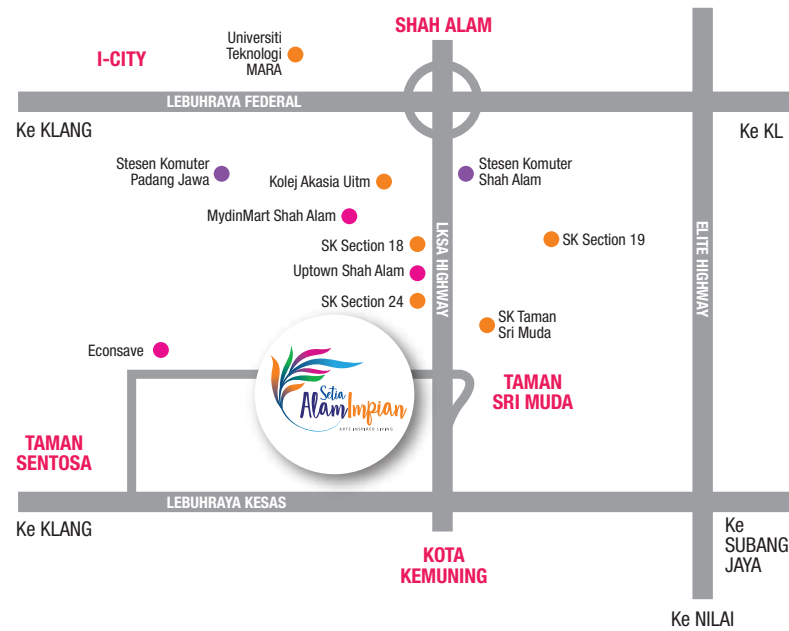 SHAH ALAM
Universiti
Teknologi
MARA
I-CITY
LEBUHRAYA FEDERAL
Ke KLANG
Ke KL
Stesen Komuter
Padang Jawa
Kolej Akasia Uitm
Stesen Komuter
Shah Alam
MydinMart Shah Alam
SK Section 18
LKSA HIGHWAY
SK Section 19
ELITE HIGHWAY
Uptown Shah Alam
SK Section 24
SK Taman
Sri Muda
Econsave
Setia
AlamImpian
ARTS INSPIRED LIVING
TAMAN
SRI MUDA
TAMAN
SENTOSA
LEBUHRAYA KESAS
Ke KLANG
Ke
SUBANG
JAYA
KOTA
KEMUNING
Ke NILAI